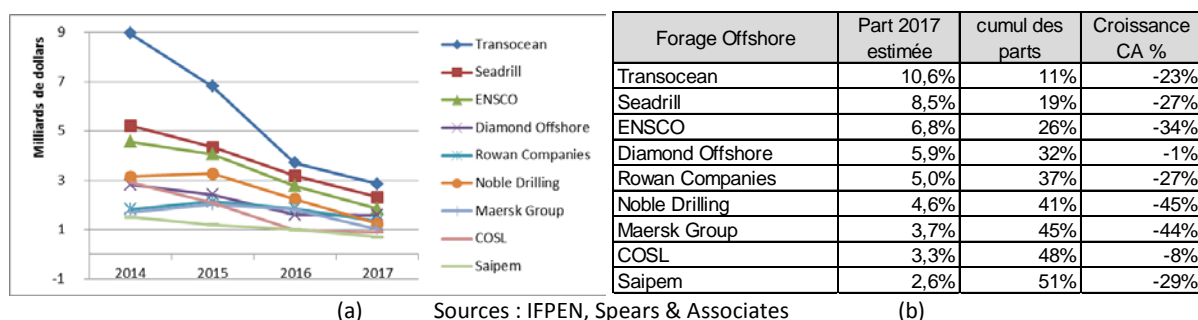 9
7
5
3
1
-1
Milliards de dollars
2014 2015 2016 2017
Transocean
Seadrill
ENSCO
Diamond Offshore
Rowan Companies
Noble Drilling
Maersk Group
COSL
Saipem
Forage Offshore Part 2017 estimée cumul des parts Croissance CA %
Transocean 10,6% 11% -23%
Seadrill 8,5% 19% -27%
ENSCO 6,8% 26% -34%
Diamond Offshore 5,9% 32% -1%
Rowan Companies 5,0% 37% -27%
Noble Drilling 4,6% 41% -45%
Maersk Group 3,7% 45% -44%
COSL 3,3% 48% -8%
Saipem 2,6% 51% -29%
(a) Sources : IFPEN, Spears & Associates (b)